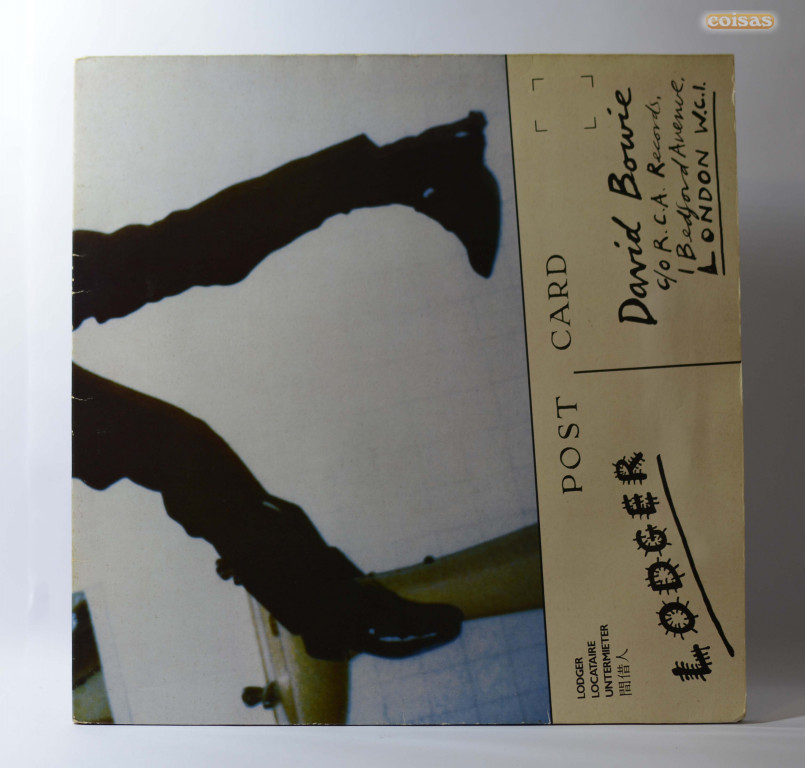 coisas
POST CARD
David Bowie
c/o R.C.A. Records,
1 Bedford Avenue.
LONDON W.C.1.
LODGER
LODGER
LOCATAIRE
UNTERMIETER
間借人